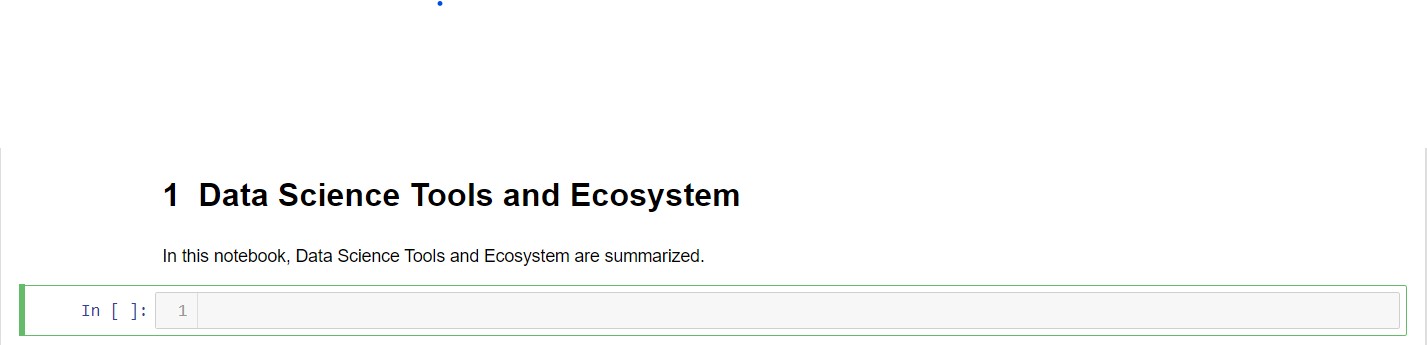 1 Data Science Tools and Ecosystem
In this notebook, Data Science Tools and Ecosystem are summarized.
In [ ]: 1